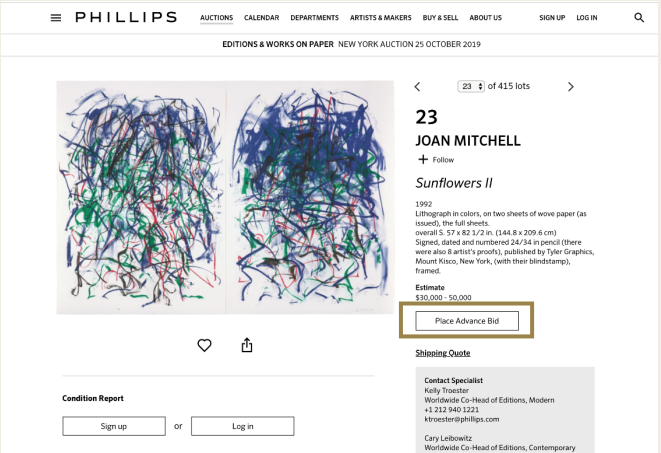 PHILLIPS
AUCTIONS CALENDAR DEPARTMENTS ARTISTS & MAKERS BUY & SELL ABOUT US SIGN UP LOG IN
EDITIONS & WORKS ON PAPER NEW YORK AUCTION 25 OCTOBER 2019
23 of 415 lots
23
JOAN MITCHELL
+ Follow
Sunflowers II
1992
Lithograph in colors, on two sheets of wove paper (as
issued), the full sheets.
overall S. 57 x 82 1/2 in. (144.8 x 209.6 cm)
Signed, dated and numbered 24/34 in pencil (there
were also 8 artist's proofs), published by Tyler Graphics,
Mount Kisco, New York, (with their blindstamp),
framed.
Estimate
$30,000 - 50,000
Place Advance Bid
Shipping Quote
Contact Specialist
Kelly Troester
Worldwide Co-Head of Editions, Modern
+1 212 940 1221
ktroester@phillips.com
Cary Leibowitz
Worldwide Co-Head of Editions, Contemporary
Condition Report
Sign up or Log in